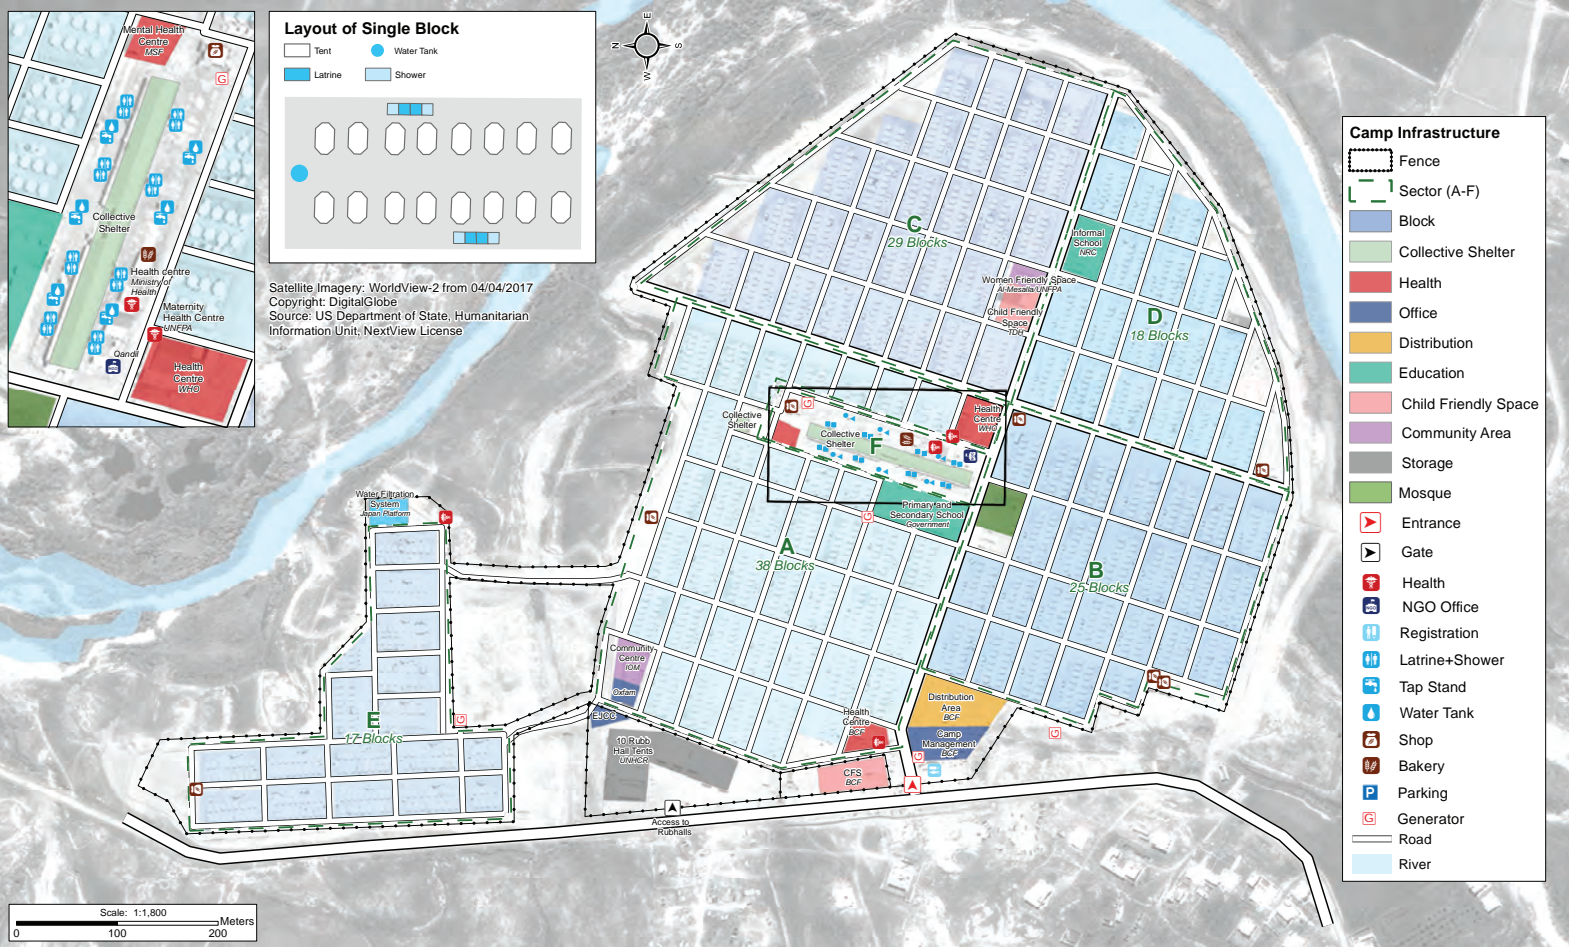 Mental Health
Centre
MSF
G
Collective
Shelter
Health centre
Ministry of
Health
Maternity
Health Centre
UNFPA
Qandil
Health
Centre
WHO
Layout of Single Block
Tent
Water Tank
Latrine
Shower
Satellite Imagery: WorldView-2 from 04/04/2017
Copyright: DigitalGlobe
Source: US Department of State, Humanitarian
Information Unit, NextView License
N
E
S
W
C
29 Blocks
Informal
School
NRC
Women Friendly Space
Al-Mesalla/UNFPA
Child Friendly
Space
TDH
D
18 Blocks
Collective
Shelter
G
Collective
Shelter
F
Health
Centre
WHO
Primary and
Secondary School
Government
G
A
38 Blocks
B
25 Blocks
Water Filtration
System
Japan Platform
Community
Centre
IOM
Oxfam
EJCC
G
E
17 Blocks
10 Rubb
Hall Tents
UNHCR
Health
Centre
BCF
Distribution
Area
BCF
Camp
Management
BCF
G
G
CFS
BCF
Access to
Rubhalls
Camp Infrastructure
Fence
Sector (A-F)
Block
Collective Shelter
Health
Office
Distribution
Education
Child Friendly Space
Community Area
Storage
Mosque
Entrance
Gate
Health
NGO Office
Registration
Latrine+Shower
Tap Stand
Water Tank
Shop
Bakery
P Parking
G Generator
Road
River
Scale: 1:1,800
Meters
0 100 200